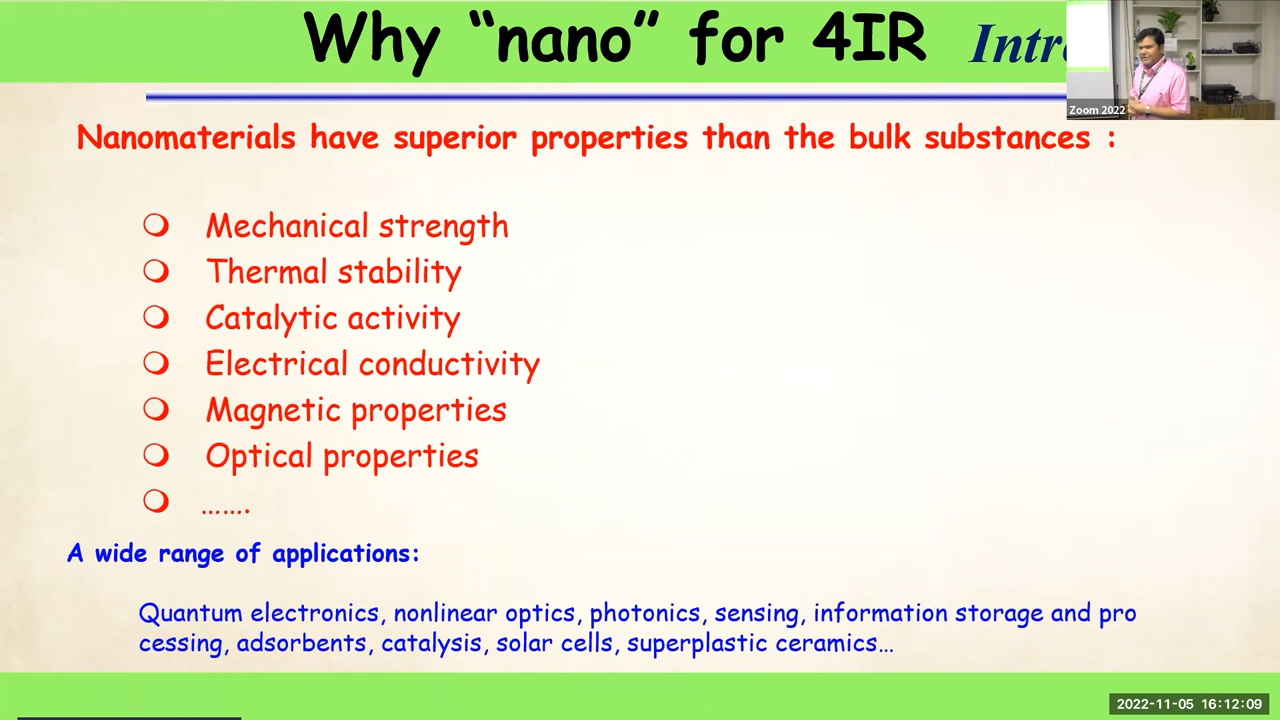 Why “nano” for 4IR
Zoom 2022
Nanomaterials have superior properties than the bulk substances :
Mechanical strength
Thermal stability
Catalytic activity
Electrical conductivity
Magnetic properties
Optical properties
…….
A wide range of applications:
Quantum electronics, nonlinear optics, photonics, sensing, information storage and pro
cessing, adsorbents, catalysis, solar cells, superplastic ceramics…
2022-11-05 16:12:09